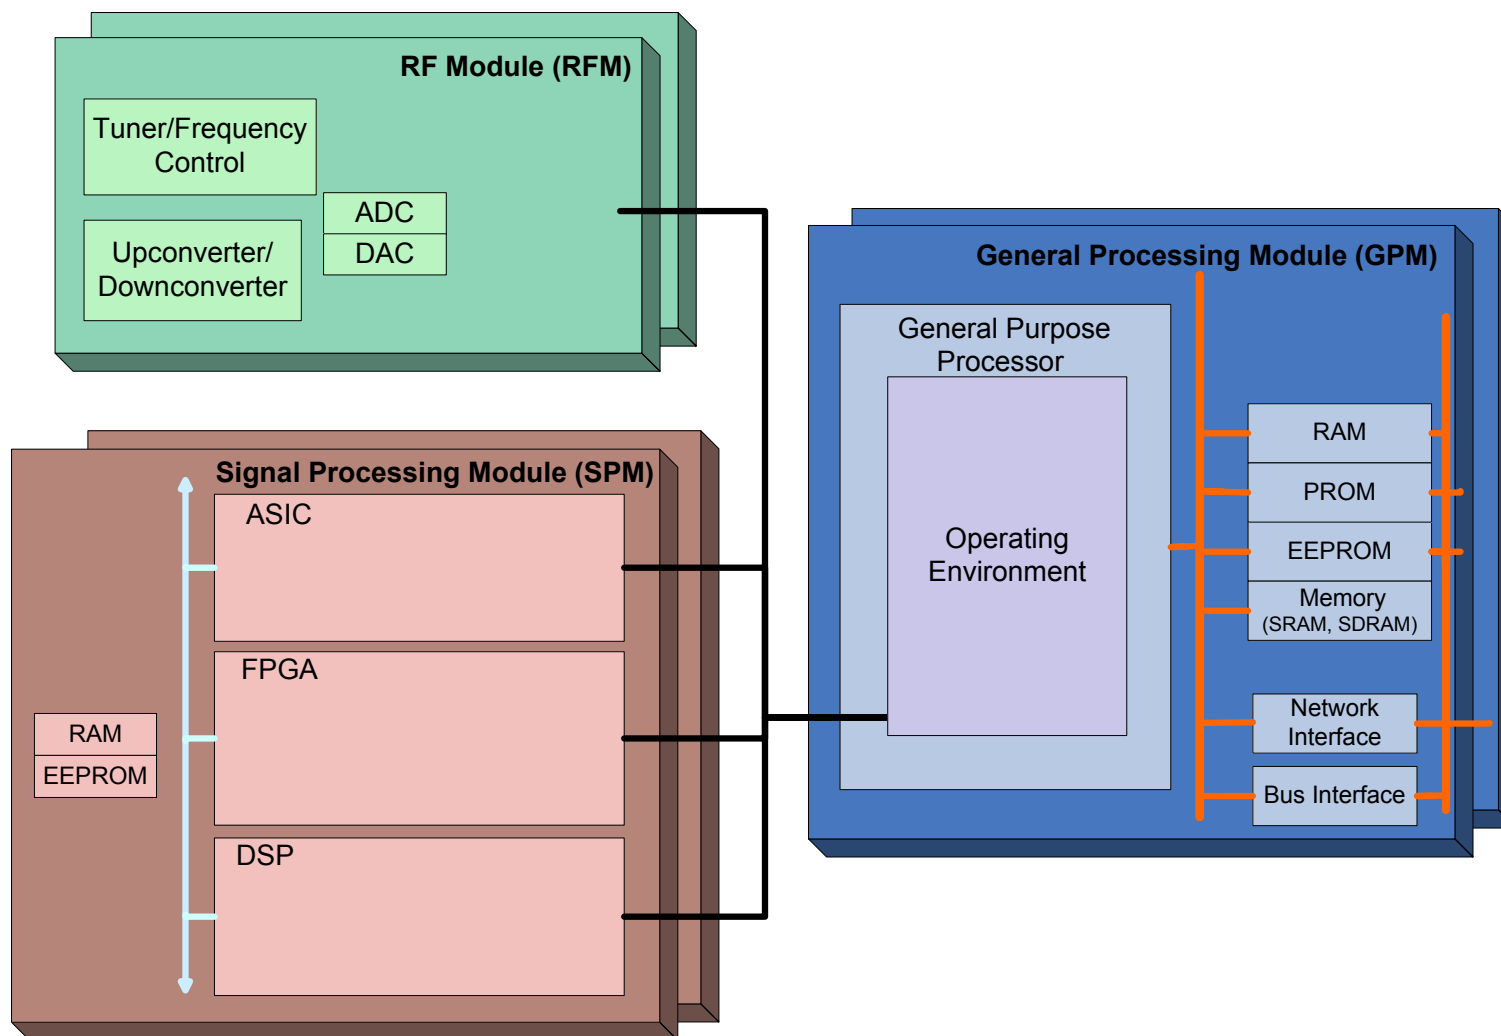 RF Module (RFM)
Tuner/Frequency
Control
ADC
DAC
Upconverter/
Downconverter
Signal Processing Module (SPM)
ASIC
FPGA
DSP
RAM
EEPROM
General Processing Module (GPM)
General Purpose
Processor
Operating
Environment
RAM
PROM
EEPROM
Memory
(SRAM, SDRAM)
Network
Interface
Bus Interface